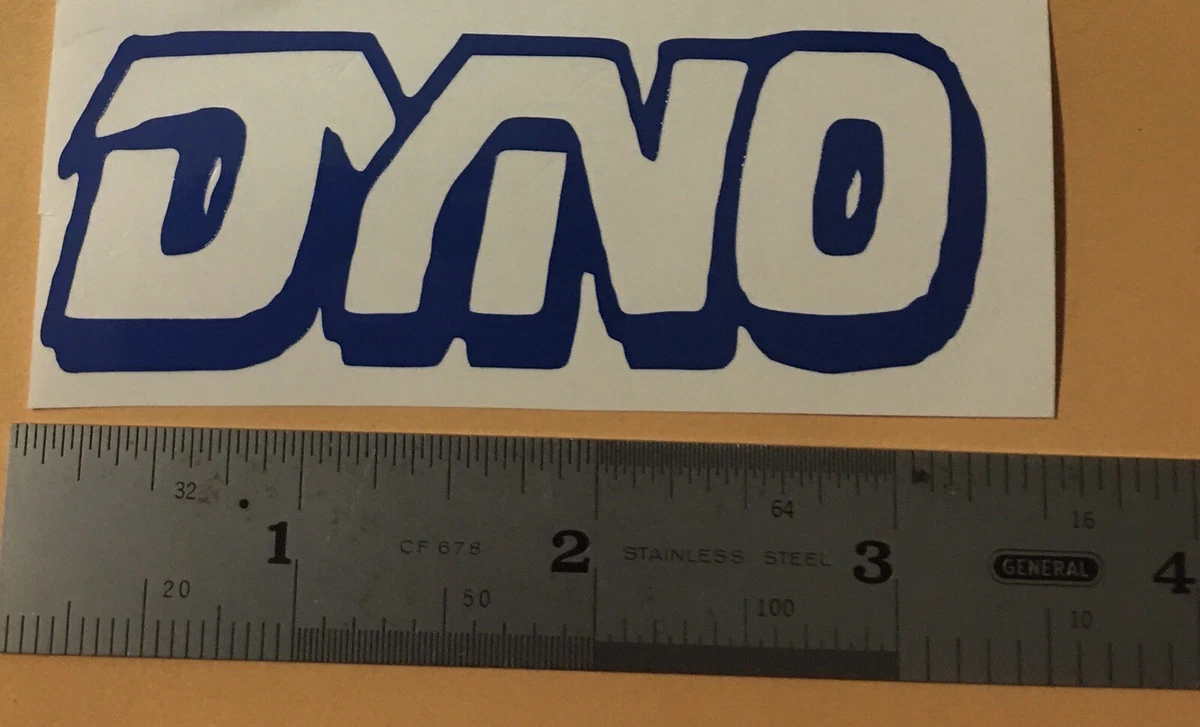 DYNO
32 64 16
1 CF 678 2 STAINLESS STEEL 3 GENERAL 4
20 50 100 10